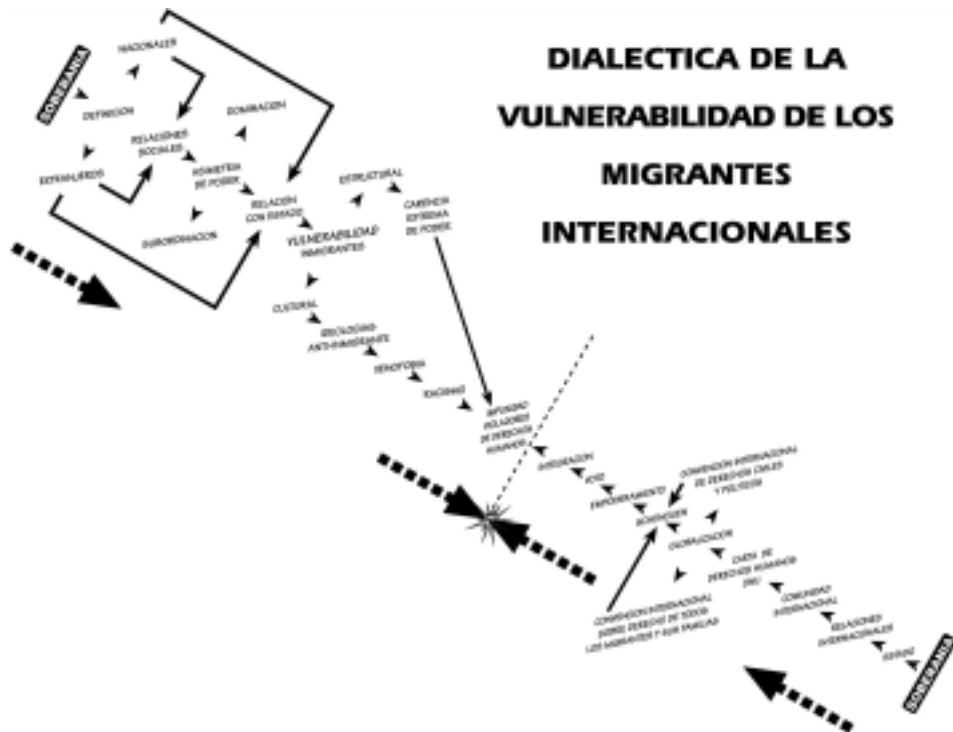 DIALECTICA DE LA
VULNERABILIDAD DE LOS
MIGRANTES
INTERNACIONALES
SOBERANIA
NACIONALES
DEFINICION
EXTRANJEROS
RELACIONES
SOCIALES
DOMINACION
ASIMETRIA
DE PODER
SUBORDINACION
RELACION
CON ESTADO
ESTRUCTURAL
CARENCIA
EXTREMA
DE PODER
VULNERABILIDAD
INMIGRANTES
CULTURAL
IDEOLOGIAS
ANTI-INMIGRANTE
XENOFOBIA
RACISMO
IMPUNIDAD
VIOLADORES
DE DERECHOS
HUMANOS
INTEGRACION
VOTO
EMPODERAMIENTO
CONVENCION INTERNACIONAL
DE DERECHOS CIVILES
Y POLITICOS
GLOBALIZACION
CARTA DE
DERECHOS HUMANOS
CONVENCION INTERNACIONAL
SOBRE DERECHO DE TODOS
LOS MIGRANTES Y SUS FAMILIAS
COMUNIDAD
INTERNACIONAL
RELACIONES
INTERNACIONALES
ESTADO
SOBERANIA